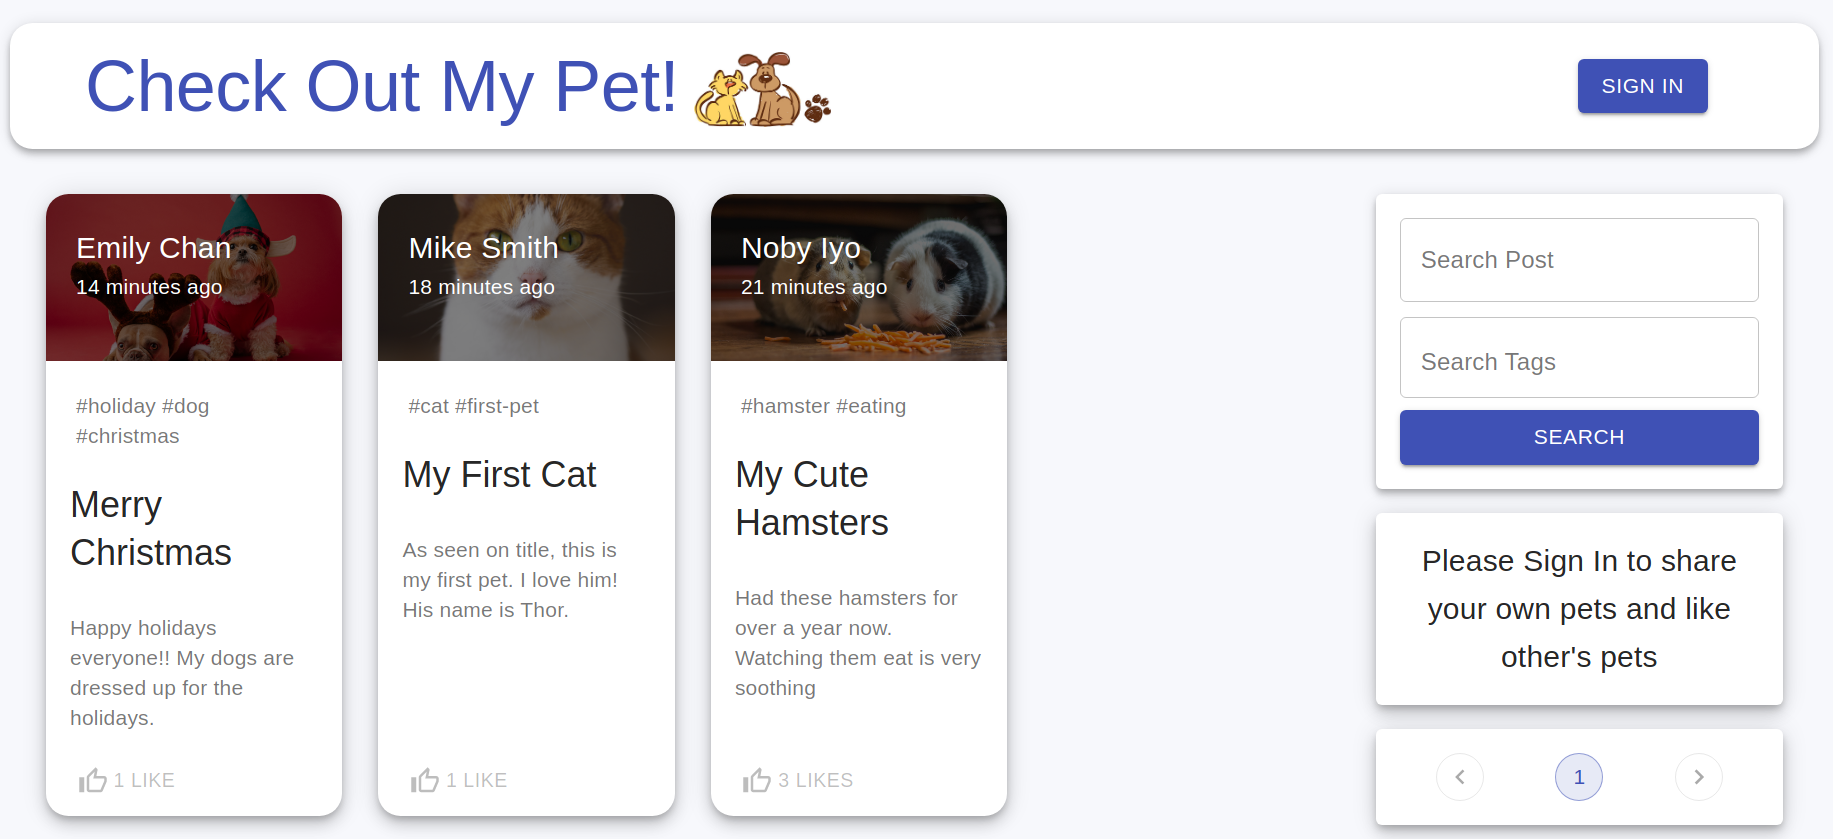 Check Out My Pet!
SIGN IN
Emily Chan
14 minutes ago
#holiday #dog
#christmas
Merry
Christmas
Happy holidays
everyone!! My dogs are
dressed up for the
holidays.
1 LIKE
Mike Smith
18 minutes ago
#cat #first-pet
My First Cat
As seen on title, this is
my first pet. I love him!
His name is Thor.
1 LIKE
Noby Iyo
21 minutes ago
#hamster #eating
My Cute
Hamsters
Had these hamsters for
over a year now.
Watching them eat is very
soothing
3 LIKES
Search Post
Search Tags
SEARCH
Please Sign In to share
your own pets and like
other's pets
1